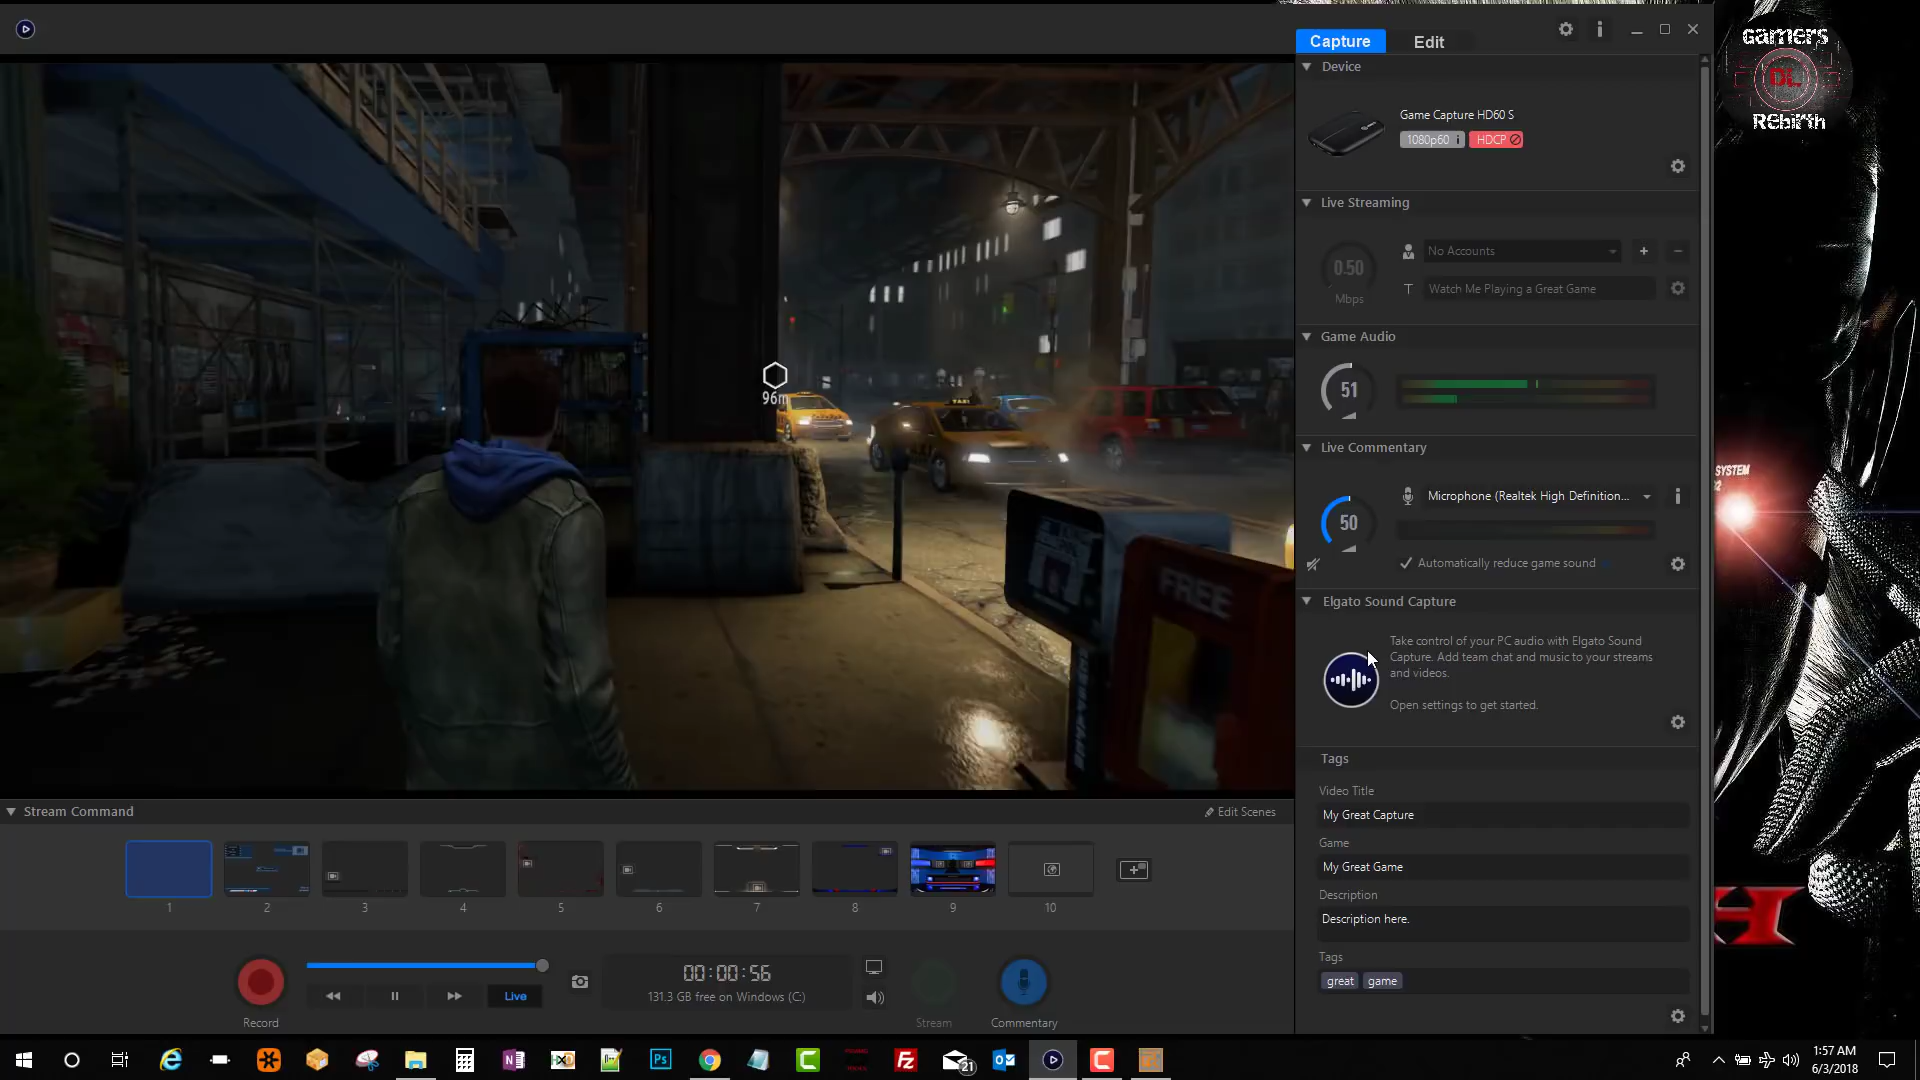 Capture
Edit
Device
Game Capture HD60 S
1080p60 i
HDCP
Live Streaming
0.50
Mbps
No Accounts
T Watch Me Playing a Great Game
Game Audio
51
Live Commentary
50
Microphone (Realtek High Definition...
Automatically reduce game sound
Elgato Sound Capture
Take control of your PC audio with Elgato Sound
Capture. Add team chat and music to your streams
and videos.
Open settings to get started.
Tags
Video Title
My Great Capture
Game
My Great Game
Description
Description here.
Tags
great game
96m
TAXI
FREE
Stream Command
Edit Scenes
1 2 3 4 5 6 7 8 9 10
Record
Live
00:00:56
131.3 GB free on Windows (C:)
Stream
Commentary
GAMERS
DL
REbirth
SYSTEM
Ps
21
1:57 AM
6/3/2018